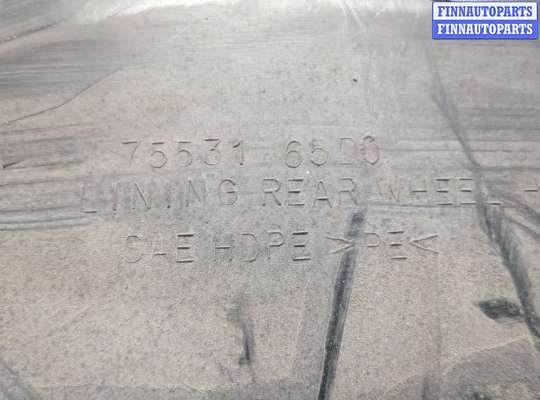 FINNAUTOPARTS
FINNAUTOPARTS
75531 65D0
LINING REAR WHEEL
SAE HDPE >PE<